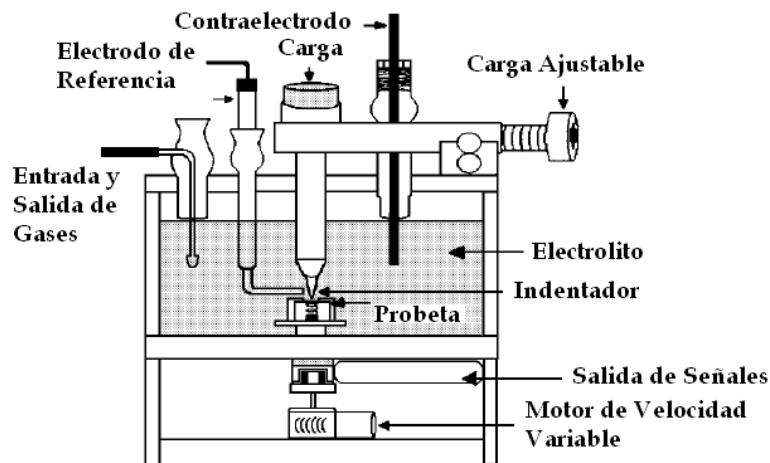 Contraelectrodo
Carga
Electrodo de
Referencia
Carga Ajustable
Entrada y
Salida de
Gases
Electrolito
Indentador
Probeta
Salida de Señales
Motor de Velocidad
Variable